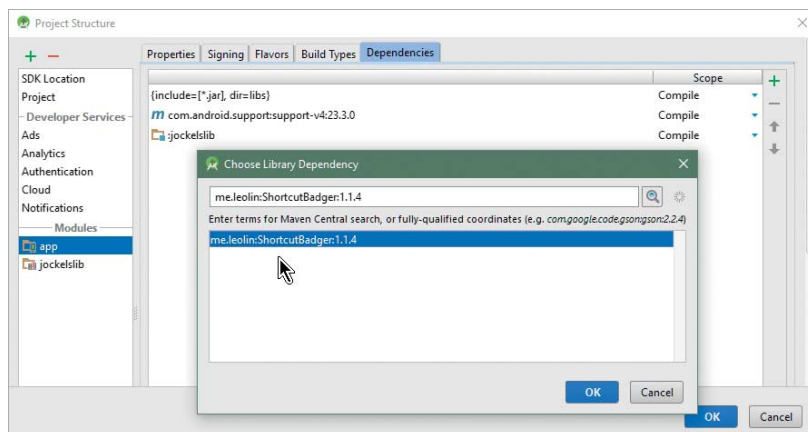 Project Structure
SDK Location
Project
Developer Services
Ads
Analytics
Authentication
Cloud
Notifications
Modules
app
jockelslib
Properties Signing Flavors Build Types Dependencies
Scope
{include=[*.jar], dir=libs} Compile
m com.android.support:support-v4:23.3.0 Compile
:jockelslib Compile
Choose Library Dependency
me.leolin:ShortcutBadger:1.1.4
Enter terms for Maven Central search, or fully-qualified coordinates (e.g. com.google.code.gson:gson:2.2.4)
me.leolin:ShortcutBadger:1.1.4
OK Cancel
OK Cancel